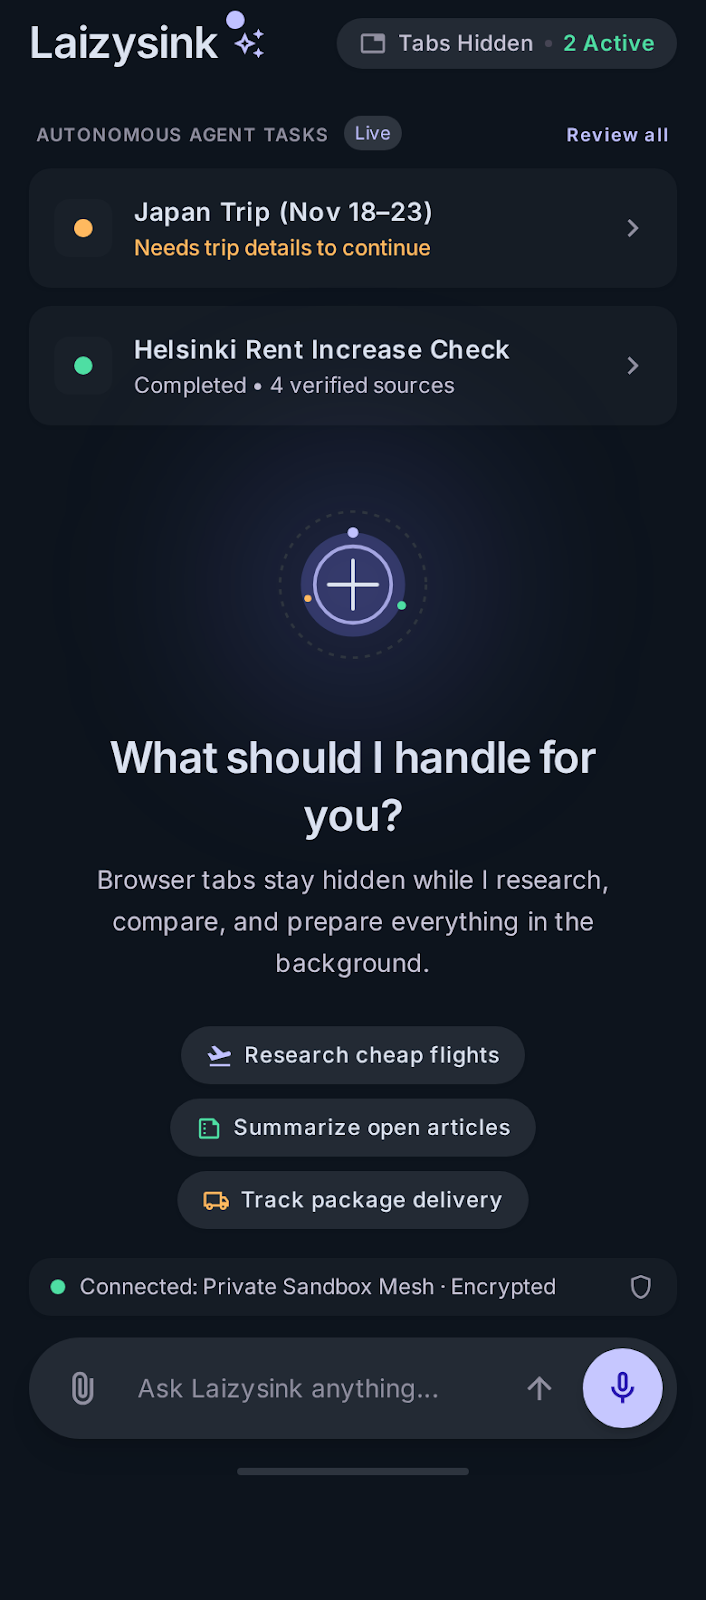 Laizysink
Tabs Hidden • 2 Active
AUTONOMOUS AGENT TASKS Live Review all
Japan Trip (Nov 18–23)
Needs trip details to continue
Helsinki Rent Increase Check
Completed • 4 verified sources
What should I handle for
you?
Browser tabs stay hidden while I research,
compare, and prepare everything in the
background.
Research cheap flights
Summarize open articles
Track package delivery
Connected: Private Sandbox Mesh · Encrypted
Ask Laizysink anything...